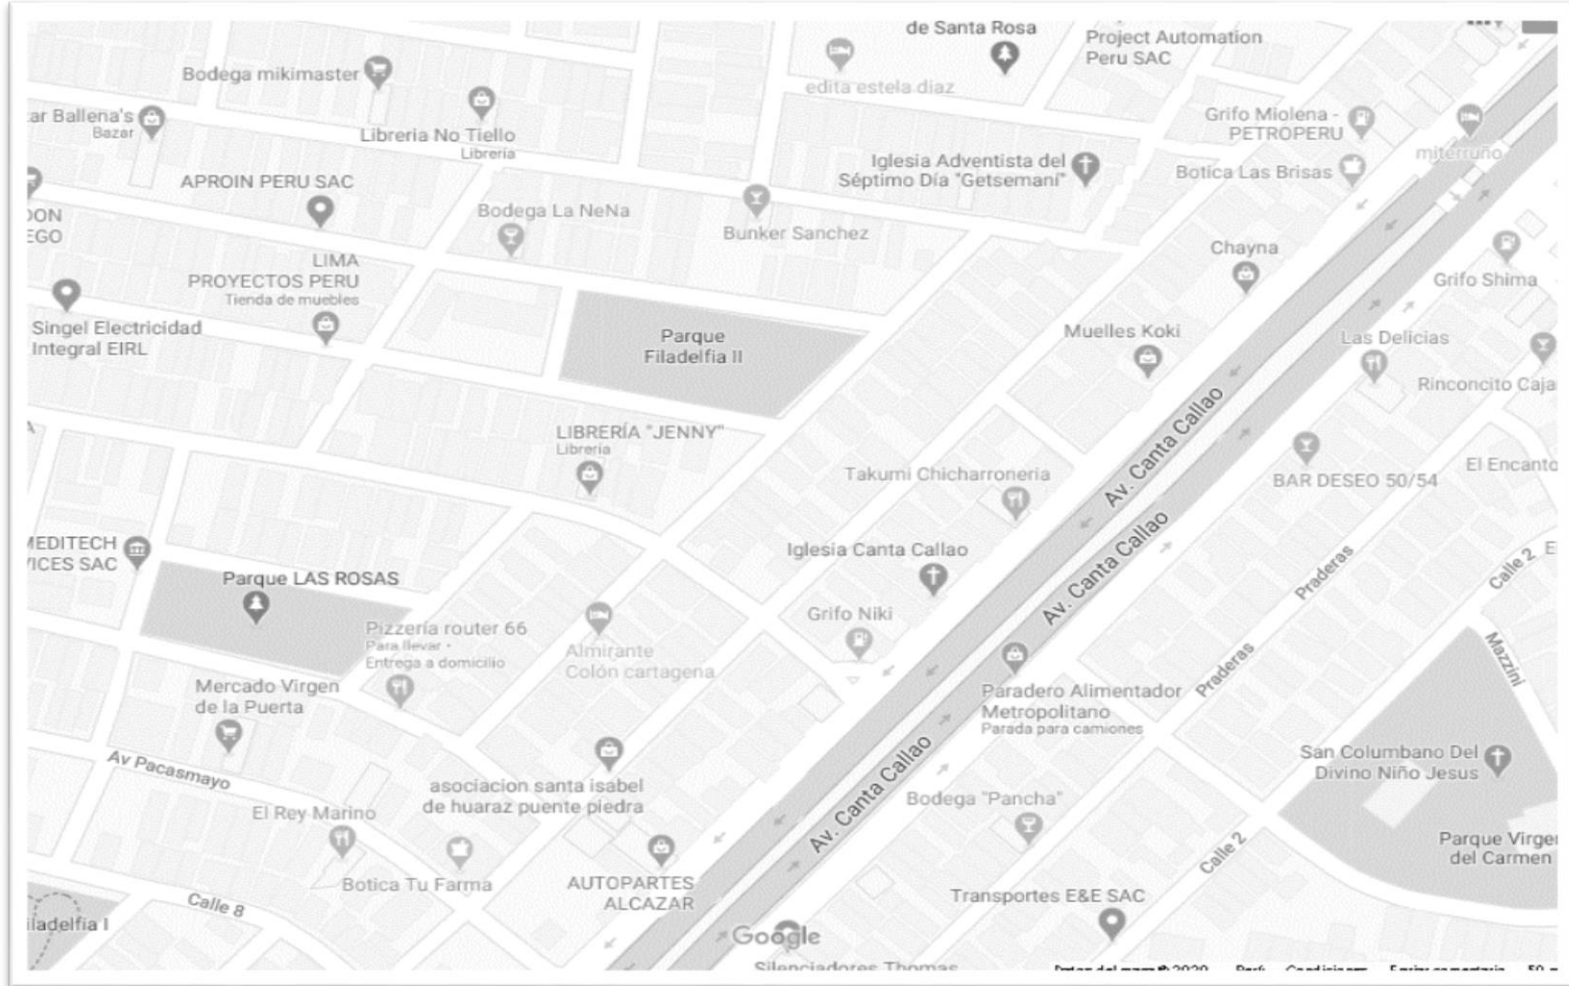 de Santa Rosa
Project Automation
Peru SAC
Bodega mikimaster
edita estela diaz
ar Ballena's
Bazar
Libreria No Tiello
Libreria
Grifo Miolena -
PETROPERU
miterruño
Iglesia Adventista del
Séptimo Día "Getsemaní"
Botica Las Brisas
APROIN PERU SAC
DON
EGO
Bodega La NeNa
Bunker Sanchez
Chayna
LIMA
PROYECTOS PERU
Tienda de muebles
Grifo Shima
Singel Electricidad
Integral EIRL
Parque
Filadelfia II
Muelles Koki
Las Delicias
Rinconcito Caja
Av. Canta Callao
LIBRERÍA "JENNY"
Libreria
Takumi Chicharroneria
El Encanto
BAR DESEO 50/54
MEDITECH
VICES SAC
Iglesia Canta Callao
Av. Canta Callao
Praderas
Calle 2
E
Parque LAS ROSAS
Grifo Niki
Pizzería router 66
Para llevar •
Entrega a domicilio
Almirante
Colón cartagena
Praderas
Mazzini
Mercado Virgen
de la Puerta
Paradero Alimentador
Metropolitano
Parada para camiones
San Columbano Del
Divino Niño Jesus
Av Pacasmayo
asociacion santa isabel
de huaraz puente piedra
Av. Canta Callao
Bodega "Pancha"
El Rey Marino
Parque Virge
del Carmen
Calle 2
Botica Tu Farma
AUTOPARTES
ALCAZAR
Transportes E&E SAC
Calle 8
iladelfia I
Google
Silenciadores Thomas